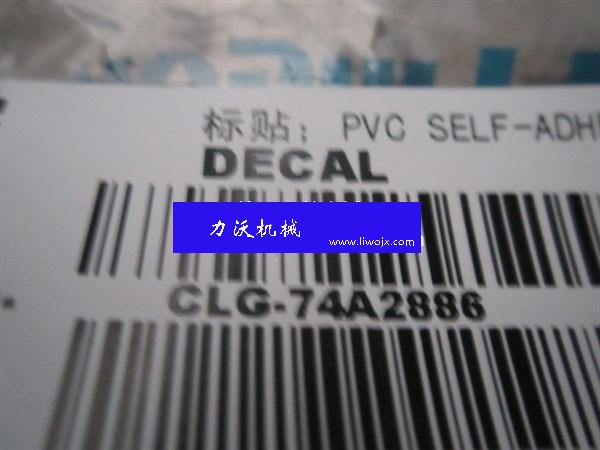 标贴: PVC SELF-ADH
DECAL
力沃机械
www.liwojx.com
CLG-74A2886